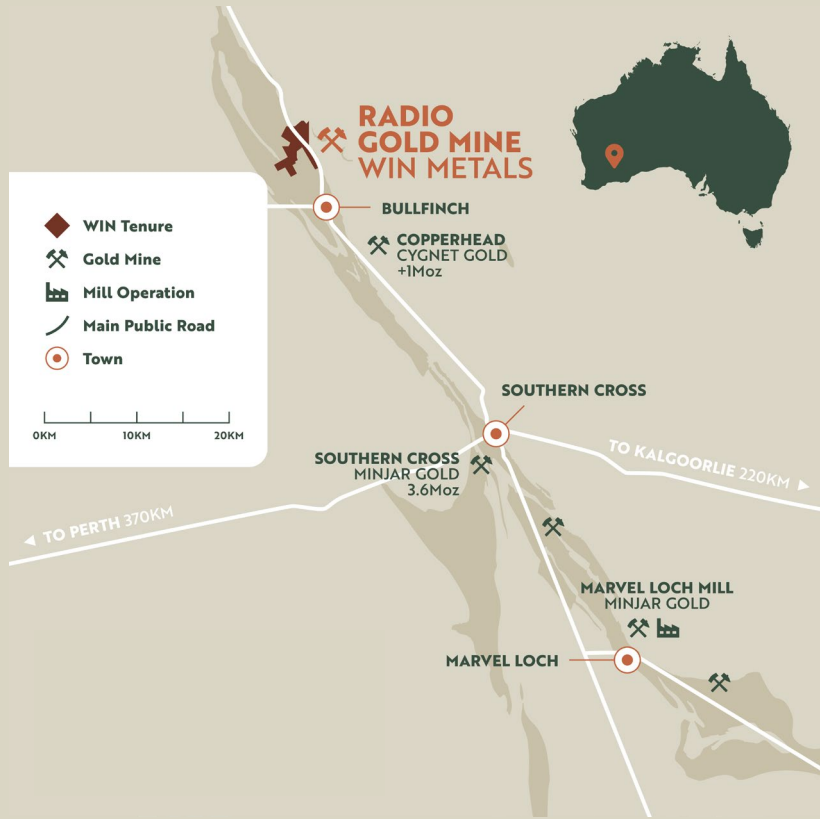 RADIO
GOLD MINE
WIN METALS
BULLFINCH
COPPERHEAD
CYGNET GOLD
+1Moz
WIN Tenure
Gold Mine
Mill Operation
Main Public Road
Town
0KM 10KM 20KM
SOUTHERN CROSS
SOUTHERN CROSS
MINJAR GOLD
3.6Moz
TO KALGOORLIE 220KM
TO PERTH 370KM
MARVEL LOCH MILL
MINJAR GOLD
MARVEL LOCH